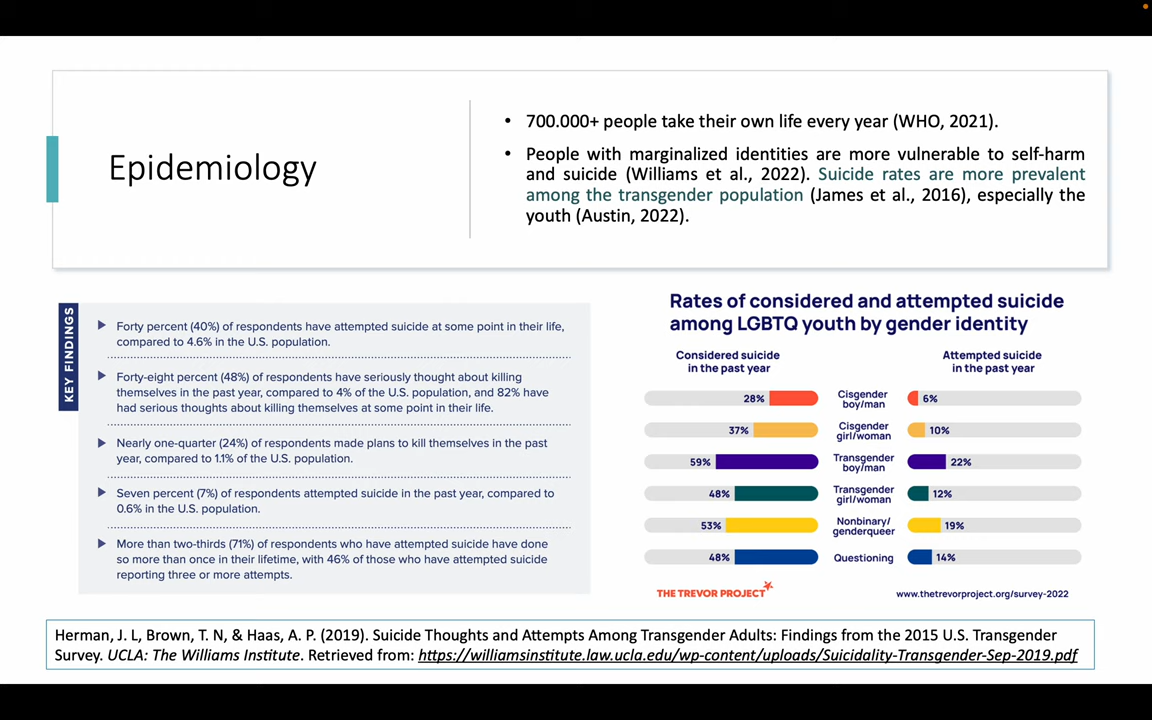 Epidemiology
• 700.000+ people take their own life every year (WHO, 2021).
• People with marginalized identities are more vulnerable to self-harm
and suicide (Williams et al., 2022). Suicide rates are more prevalent
among the transgender population (James et al., 2016), especially the
youth (Austin, 2022).
KEY FINDINGS
Forty percent (40%) of respondents have attempted suicide at some point in their life,
compared to 4.6% in the U.S. population.
Forty-eight percent (48%) of respondents have seriously thought about killing
themselves in the past year, compared to 4% of the U.S. population, and 82% have
had serious thoughts about killing themselves at some point in their life.
Nearly one-quarter (24%) of respondents made plans to kill themselves in the past
year, compared to 1.1% of the U.S. population.
Seven percent (7%) of respondents attempted suicide in the past year, compared to
0.6% in the U.S. population.
More than two-thirds (71%) of respondents who have attempted suicide have done
so more than once in their lifetime, with 46% of those who have attempted suicide
reporting three or more attempts.
Rates of considered and attempted suicide
among LGBTQ youth by gender identity
Considered suicide
in the past year
Attempted suicide
in the past year
28% Cisgender boy/man 6%
37% Cisgender girl/woman 10%
59% Transgender boy/man 22%
48% Transgender girl/woman 12%
53% Nonbinary/ genderqueer 19%
48% Questioning 14%
THE TREVOR PROJECT
www.thetrevorproject.org/survey-2022
Herman, J. L, Brown, T. N, & Haas, A. P. (2019). Suicide Thoughts and Attempts Among Transgender Adults: Findings from the 2015 U.S. Transgender
Survey. UCLA: The Williams Institute. Retrieved from: https://williamsinstitute.law.ucla.edu/wp-content/uploads/Suicidality-Transgender-Sep-2019.pdf